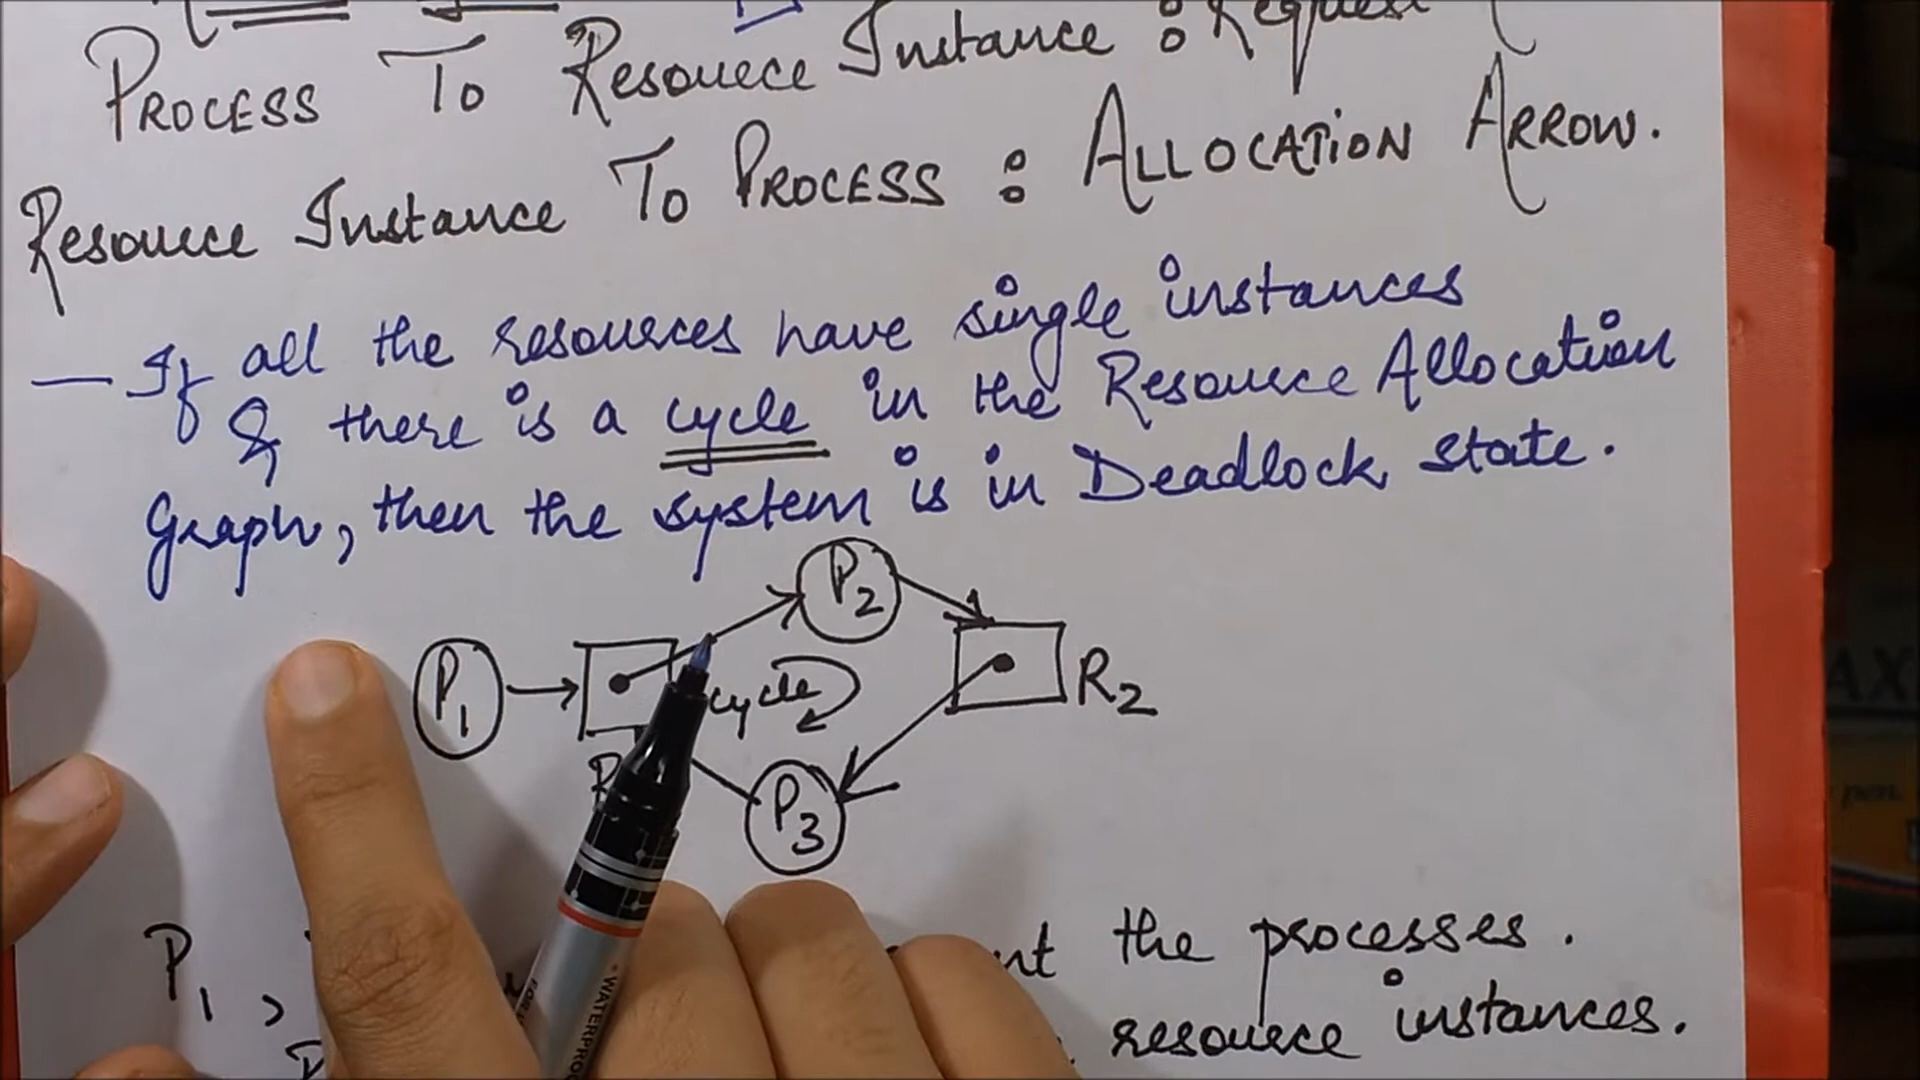 PROCESS TO Resource Instance : Request
Resource Instance TO PROCESS : ALLOCATION ARROW.
— If all the resources have single instances
& there is a cycle in the Resource Allocation
Graph, then the system is in Deadlock state.
P2
P1
cycle
R2
P3
P1, the processes.
resource instances.
WATERPROO